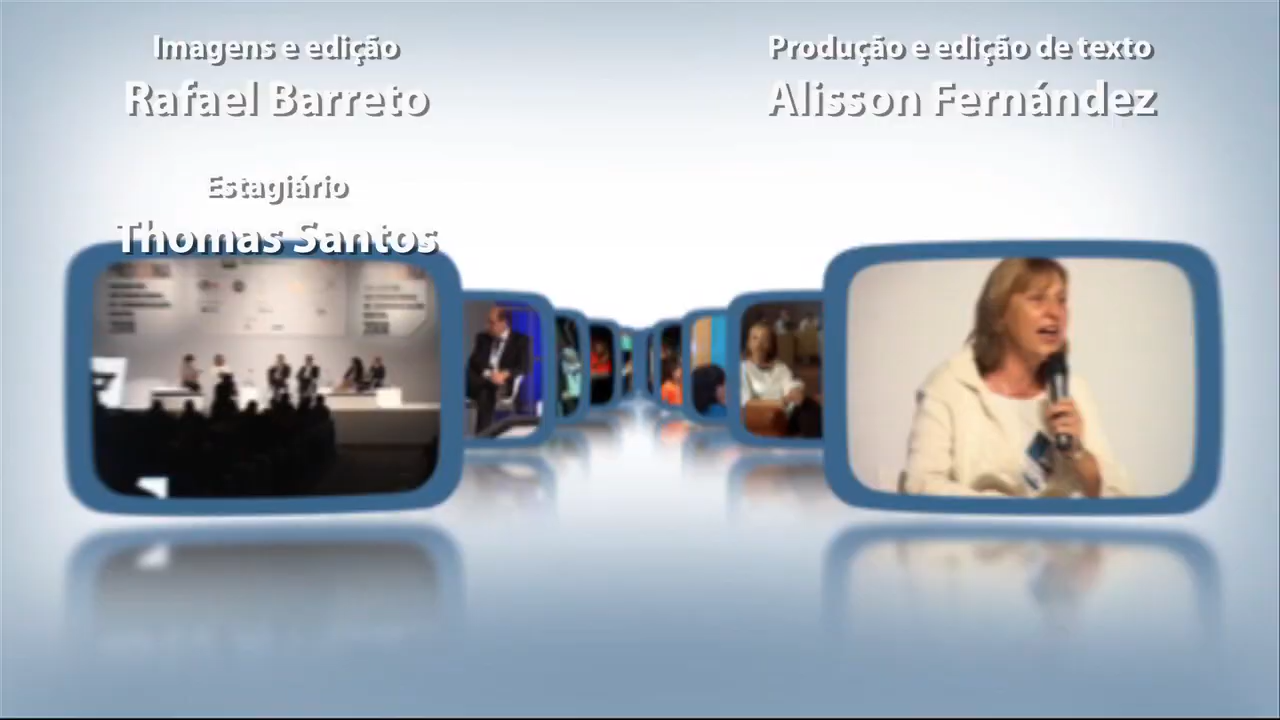 Imagens e edição
Rafael Barreto
Estagiário
Thomas Santos
Produção e edição de texto
Alisson Fernández